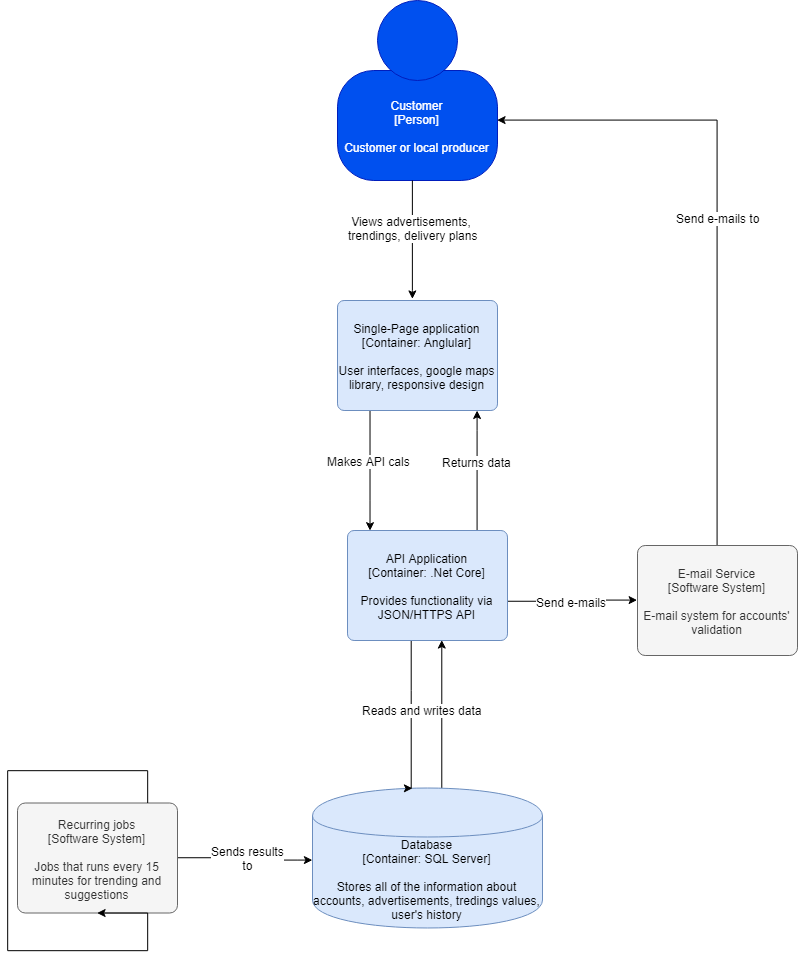 Customer
[Person]
Customer or local producer
Views advertisements,
trendings, delivery plans
Send e-mails to
Single-Page application
[Container: Anglular]
User interfaces, google maps
library, responsive design
Makes API cals
Returns data
API Application
[Container: .Net Core]
Provides functionality via
JSON/HTTPS API
Send e-mails
E-mail Service
[Software System]
E-mail system for accounts'
validation
Reads and writes data
Recurring jobs
[Software System]
Jobs that runs every 15
minutes for trending and
suggestions
Sends results
to
Database
[Container: SQL Server]
Stores all of the information about
accounts, advertisements, tredings values,
user's history